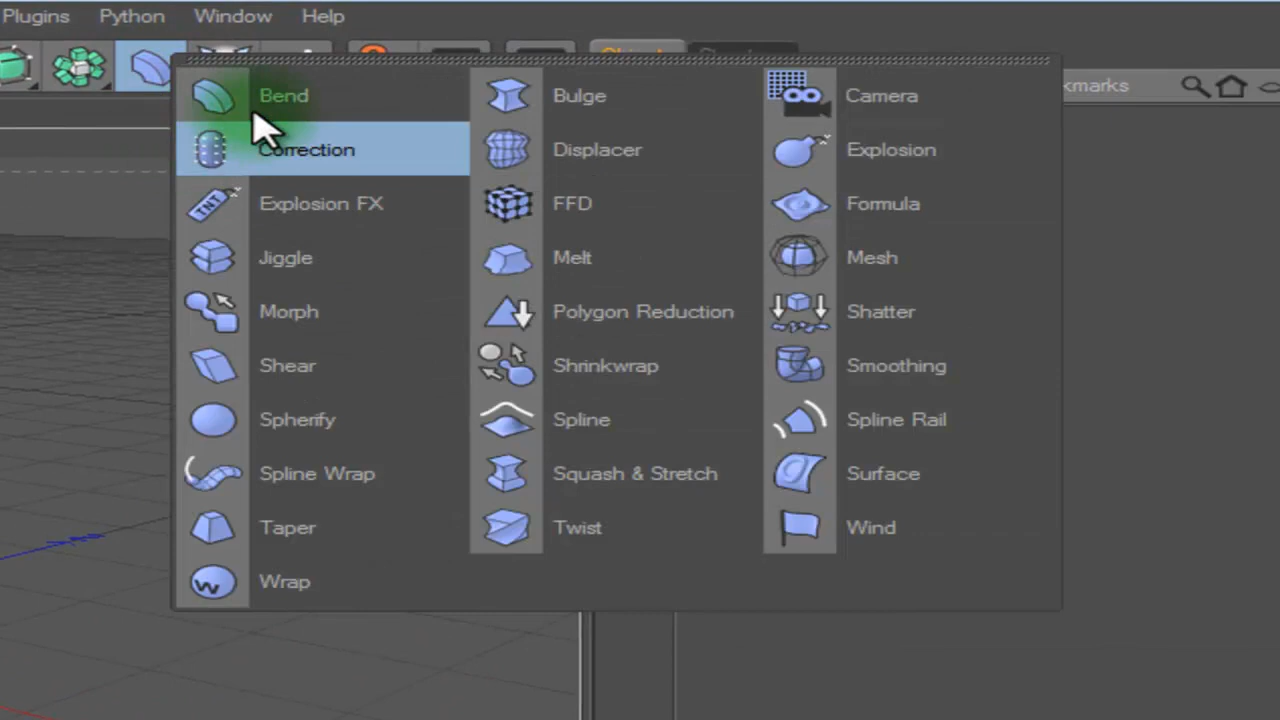 Plugins Python Window Help
kmarks
Bend Bulge Camera
Correction Displacer Explosion
TNT Explosion FX FFD Formula
Jiggle Melt Mesh
Morph Polygon Reduction Shatter
Shear Shrinkwrap Smoothing
Spherify Spline Spline Rail
Spline Wrap Squash & Stretch Surface
Taper Twist Wind
W Wrap